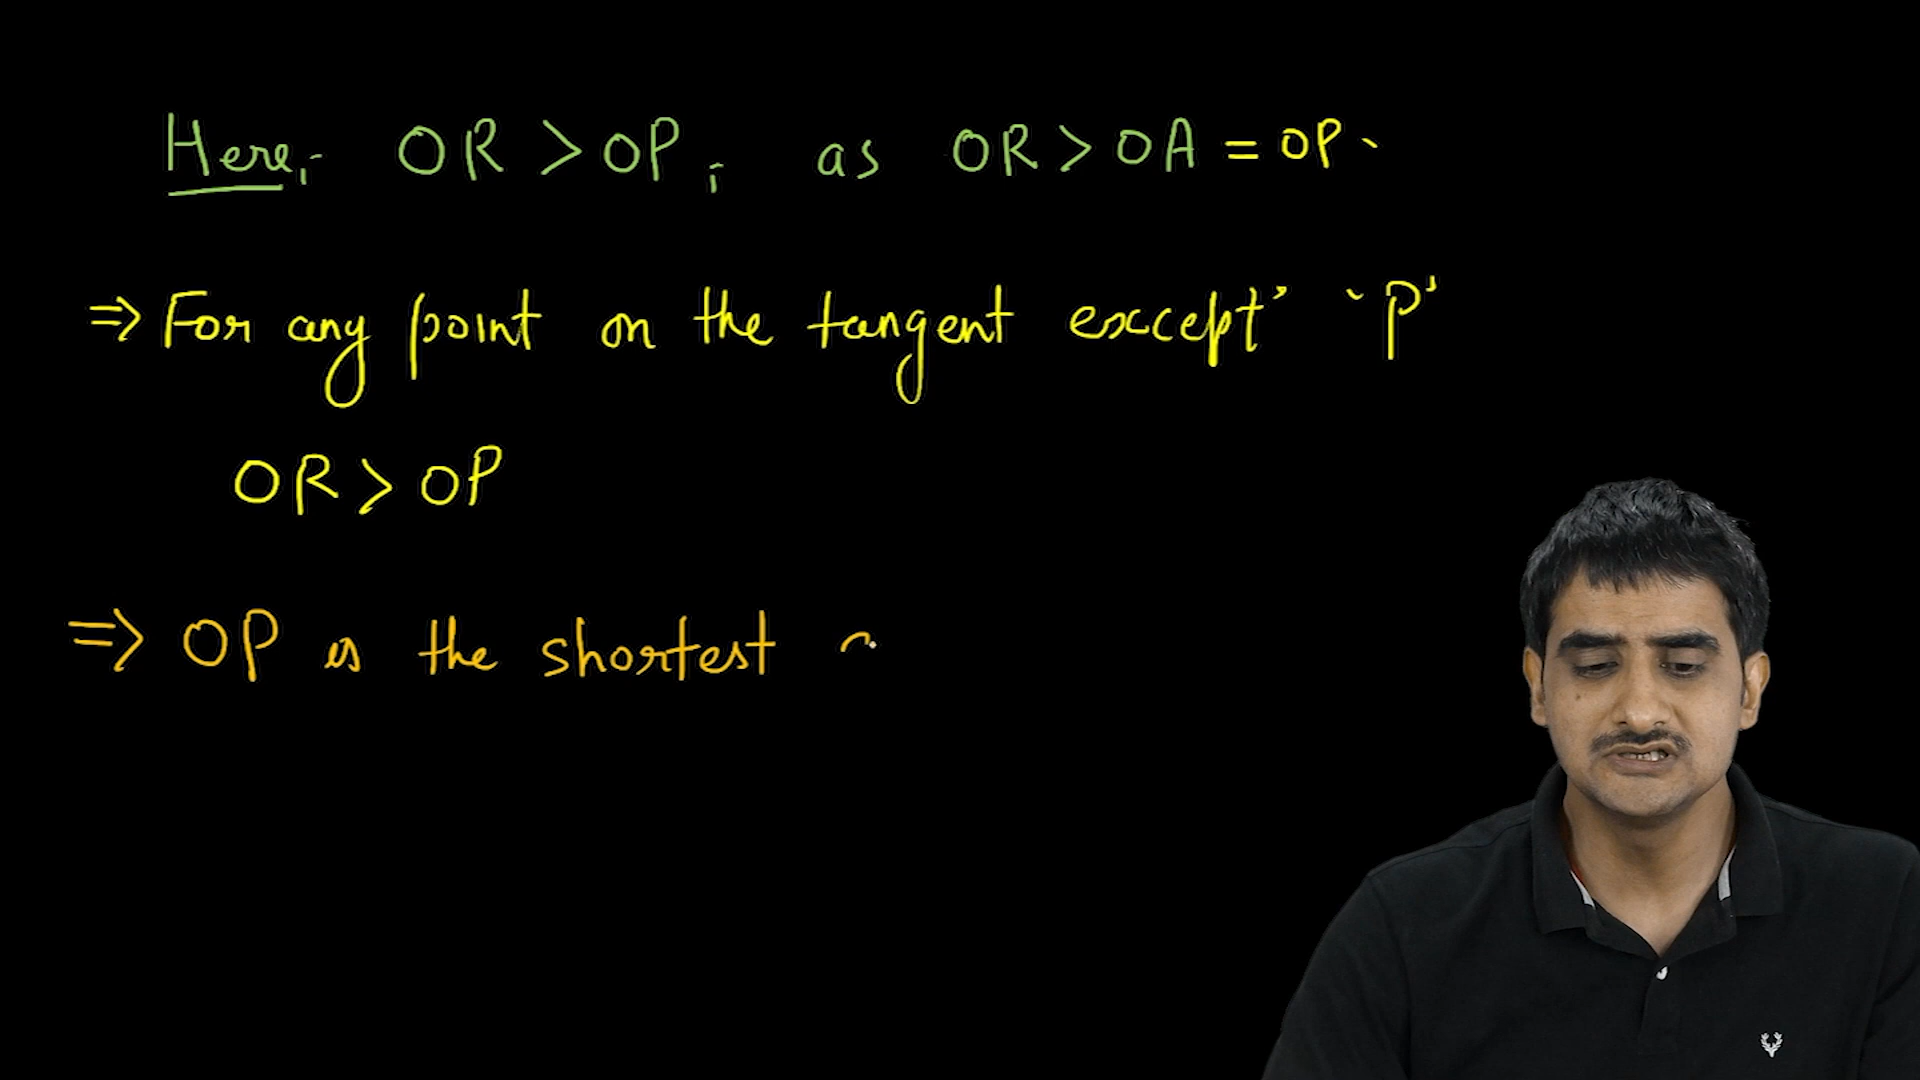 Here,- OR > OP, as OR > OA = OP.
⇒ For any point on the tangent except 'P'
OR > OP
⇒ OP is the shortest